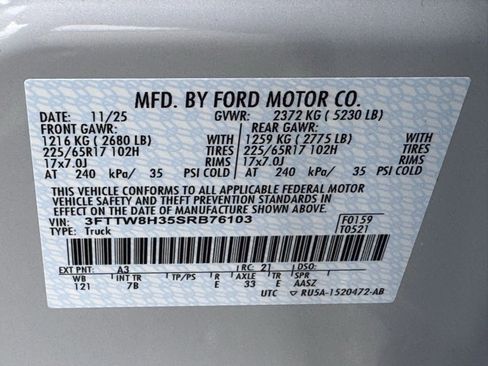 MFD. BY FORD MOTOR CO.
DATE: 11/25 GVWR: 2372 KG ( 5230 LB)
FRONT GAWR: REAR GAWR:
1216 KG ( 2680 LB) WITH 1259 KG ( 2775 LB) WITH
225/65R17 102H TIRES 225/65R17 102H TIRES
17x7.0J RIMS 17x7.0J RIMS
AT 240 kPa/ 35 PSI COLD AT 240 kPa/ 35 PSI COLD
THIS VEHICLE CONFORMS TO ALL APPLICABLE FEDERAL MOTOR
VEHICLE SAFETY AND THEFT PREVENTION STANDARDS IN
EFFECT ON THE DATE OF MANUFACTURE SHOWN ABOVE.
VIN: 3FTTW8H35SRB76103 F0159
TYPE: Truck T0521
EXT PNT: A3 RC: 21
WB INT TR TP/PS R AXLE TR SPR
121 7B E 33 E AASZ
UTC RU5A-1520472-AB